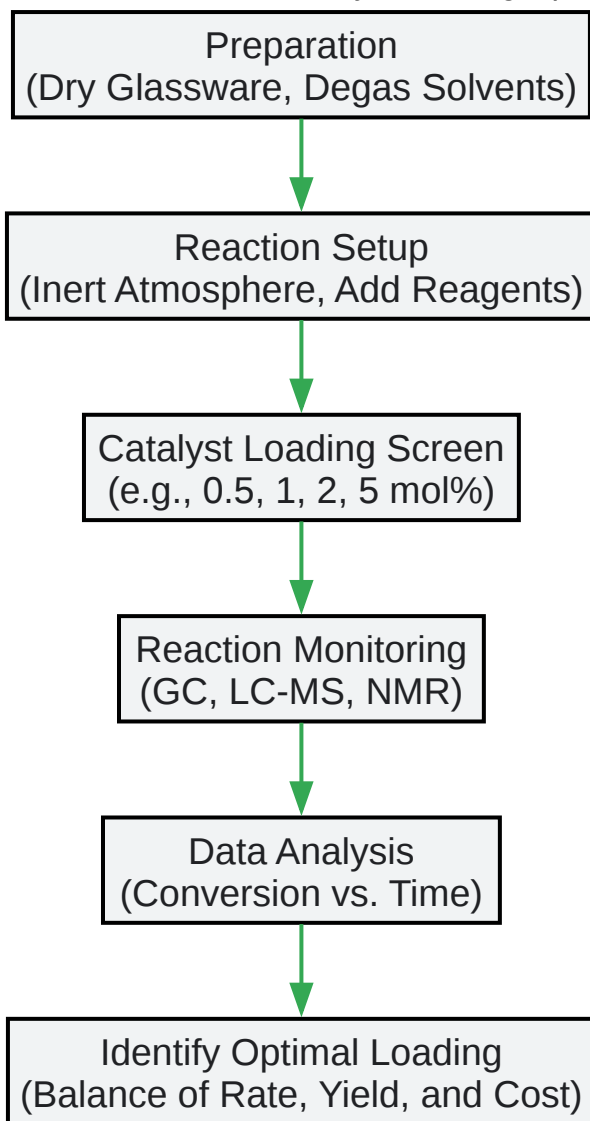 Preparation
(Dry Glassware, Degas Solvents)
Reaction Setup
(Inert Atmosphere, Add Reagents)
Catalyst Loading Screen
(e.g., 0.5, 1, 2, 5 mol%)
Reaction Monitoring
(GC, LC-MS, NMR)
Data Analysis
(Conversion vs. Time)
Identify Optimal Loading
(Balance of Rate, Yield, and Cost)